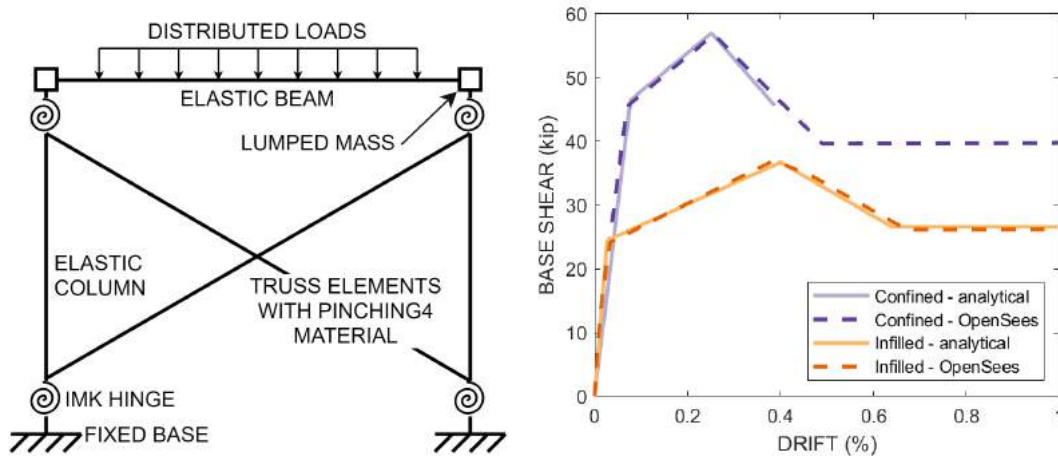 DISTRIBUTED LOADS
ELASTIC BEAM
LUMPED MASS
ELASTIC
COLUMN
TRUSS ELEMENTS
WITH PINCHING4
MATERIAL
IMK HINGE
FIXED BASE
60
50
40
30
20
10
0
BASE SHEAR (kip)
0
0.2
0.4
0.6
0.8
1
DRIFT (%)
Confined - analytical
Confined - OpenSees
Infilled - analytical
Infilled - OpenSees